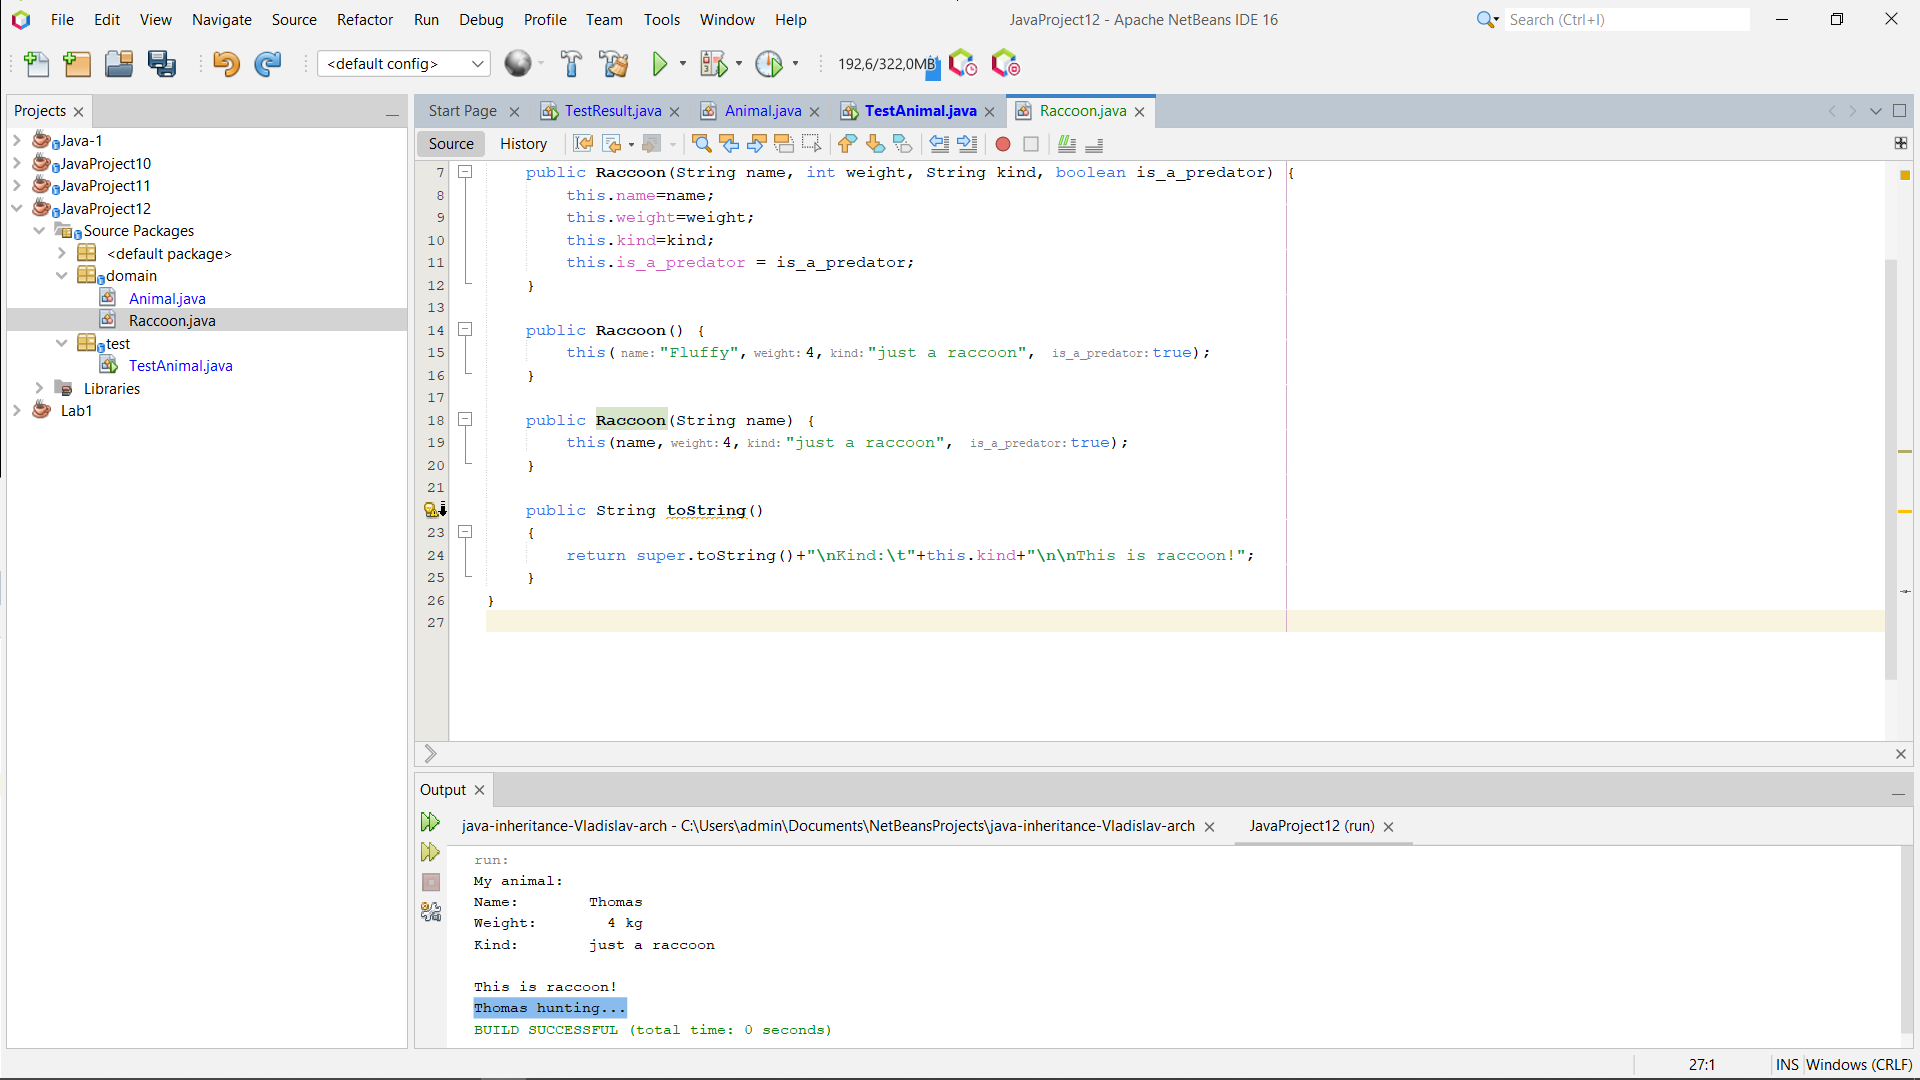 File Edit View Navigate Source Refactor Run Debug Profile Team Tools Window Help JavaProject12 - Apache NetBeans IDE 16 Search (Ctrl+I)
<default config> 192,6/322,0MB
Projects
Java-1
JavaProject10
JavaProject11
JavaProject12
Source Packages
<default package>
domain
Animal.java
Raccoon.java
test
TestAnimal.java
Libraries
Lab1
Start Page TestResult.java Animal.java TestAnimal.java Raccoon.java
Source History
7 public Raccoon(String name, int weight, String kind, boolean is_a_predator) {
8 this.name=name;
9 this.weight=weight;
10 this.kind=kind;
11 this.is_a_predator = is_a_predator;
12 }
13
14 public Raccoon() {
15 this( name: "Fluffy", weight: 4, kind: "just a raccoon", is_a_predator: true);
16 }
17
18 public Raccoon(String name) {
19 this(name, weight: 4, kind: "just a raccoon", is_a_predator: true);
20 }
21
public String toString()
23 {
24 return super.toString()+"\nKind:\t"+this.kind+"\n\nThis is raccoon!";
25 }
26 }
27
Output
java-inheritance-Vladislav-arch - C:\Users\admin\Documents\NetBeansProjects\java-inheritance-Vladislav-arch JavaProject12 (run)
run:
My animal:
Name: Thomas
Weight: 4 kg
Kind: just a raccoon
This is raccoon!
Thomas hunting...
BUILD SUCCESSFUL (total time: 0 seconds)
27:1 INS Windows (CRLF)